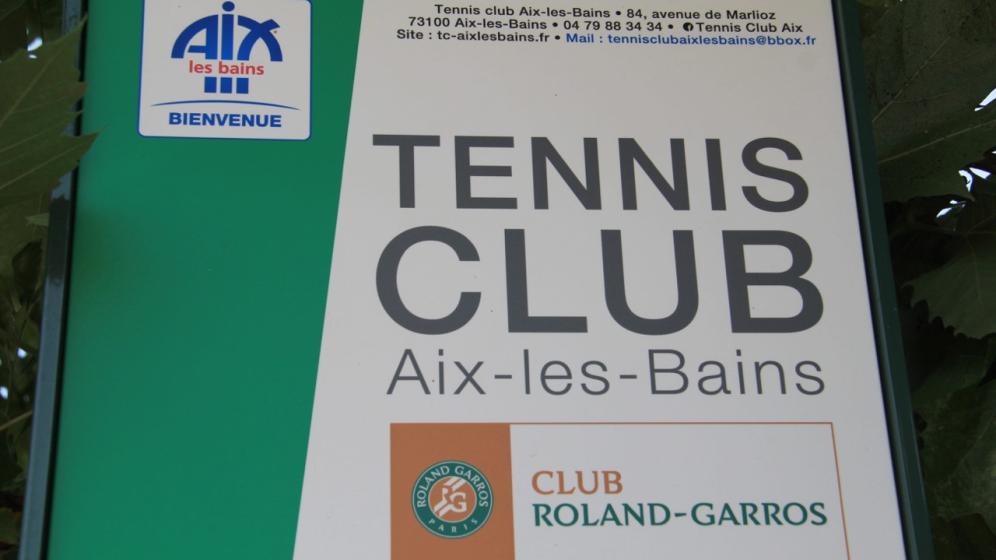 Tennis club Aix-les-Bains • 84, avenue de Marlioz
73100 Aix-les-Bains • 04 79 88 34 34 • Tennis Club Aix
Site : tc-aixlesbains.fr • Mail : tennisclubaixlesbains@bbox.fr
AiX
les bains
BIENVENUE
TENNIS
CLUB
Aix-les-Bains
ROLAND GARROS
RG
PARIS
CLUB
ROLAND-GARROS